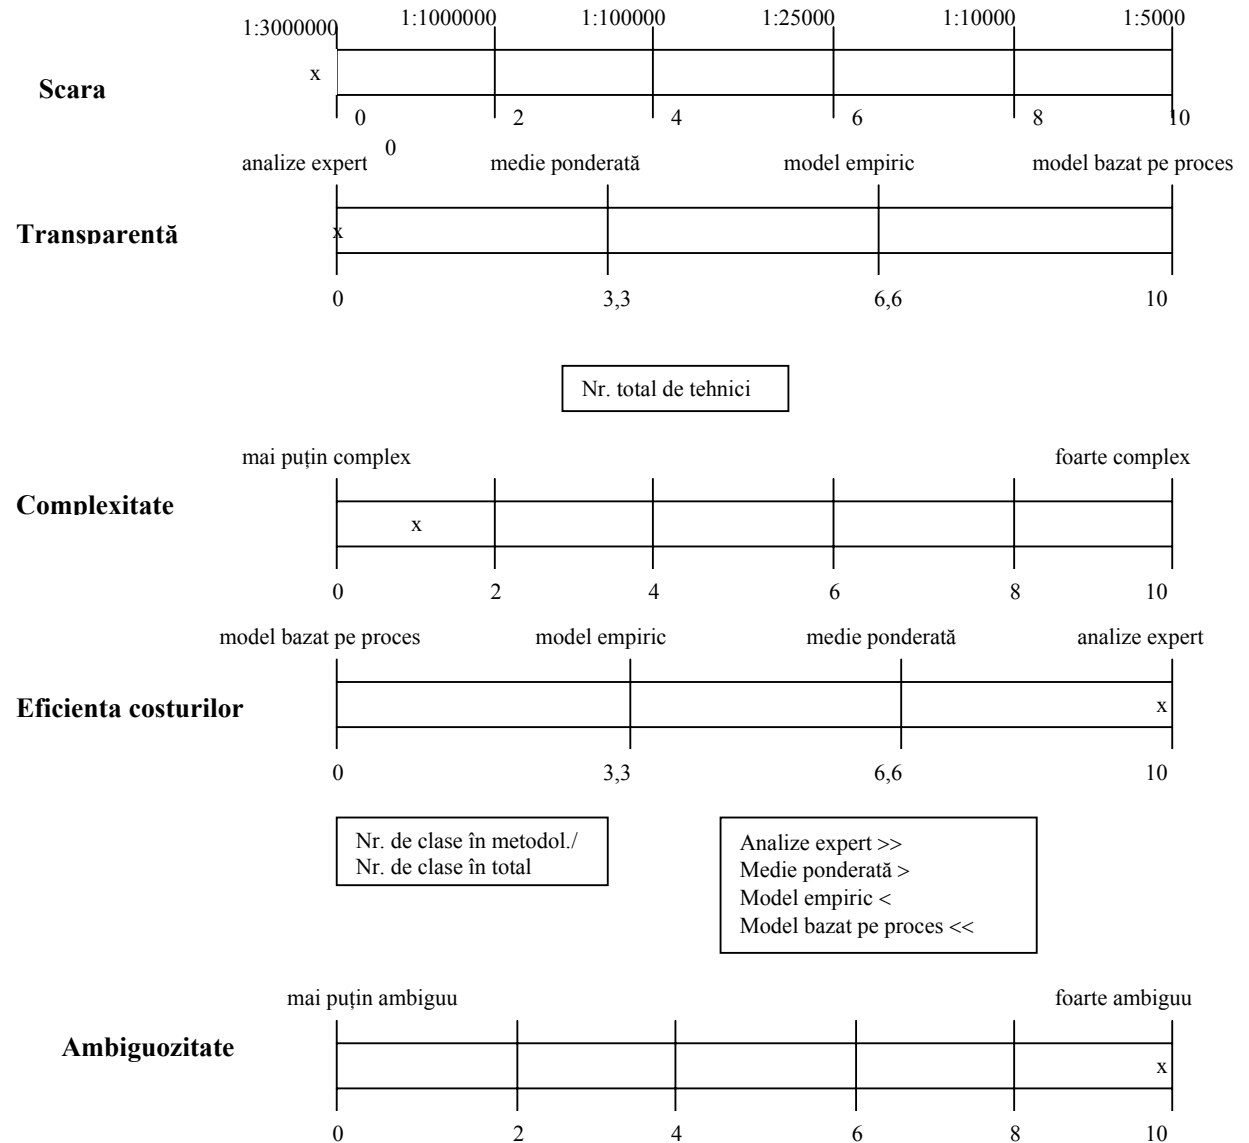 1:3000000 1:1000000 1:100000 1:25000 1:10000 1:5000
x
Scara
0 2 4 6 8 10
0
analize expert medie ponderată model empiric model bazat pe proces
Transparentă
x
0 3,3 6,6 10
Nr. total de tehnici
mai puțin complex foarte complex
Complexitate
x
0 2 4 6 8 10
model bazat pe proces model empiric medie ponderată analize expert
Eficienta costurilor
x
0 3,3 6,6 10
Nr. de clase în metodol./
Nr. de clase în total
Analize expert >>
Medie ponderată >
Model empiric <
Model bazat pe proces <<
mai puțin ambiguu foarte ambiguu
Ambiguozitate
x
0 2 4 6 8 10